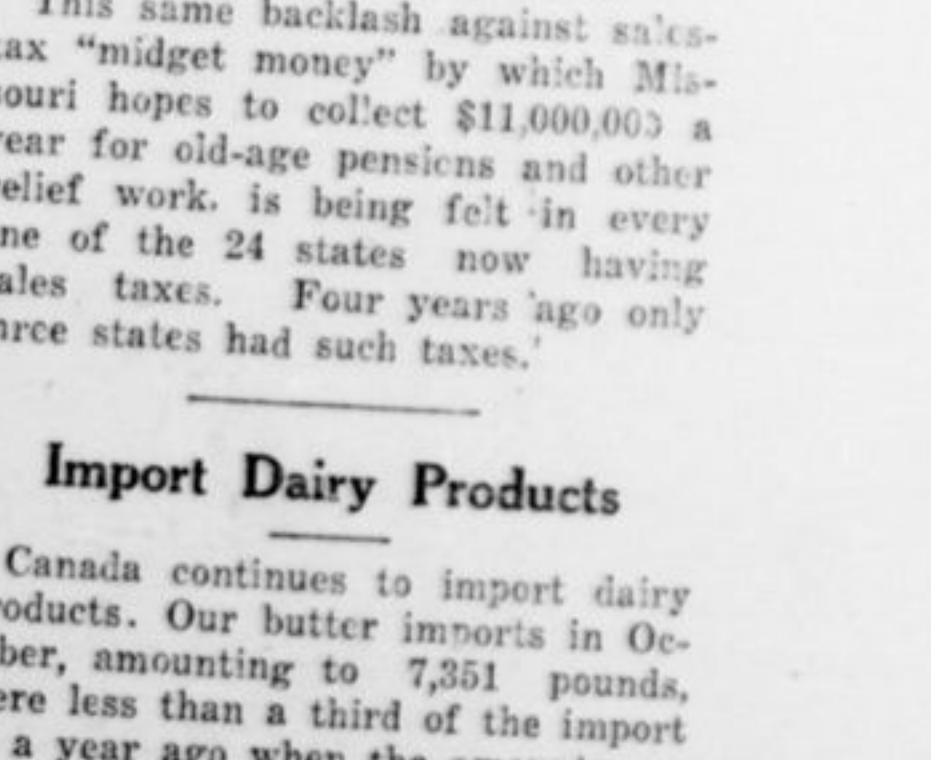 This same backlash against sales-
tax "midget money" by which Mis-
souri hopes to collect $11,000,000 a
year for old-age pensions and other
relief work. is being felt in every
one of the 24 states now having
sales taxes. Four years ago only
three states had such taxes.'
Import Dairy Products
Canada continues to import dairy
products. Our butter imports in Oc-
tober, amounting to 7,351 pounds,
were less than a third of the import
a year ago when the